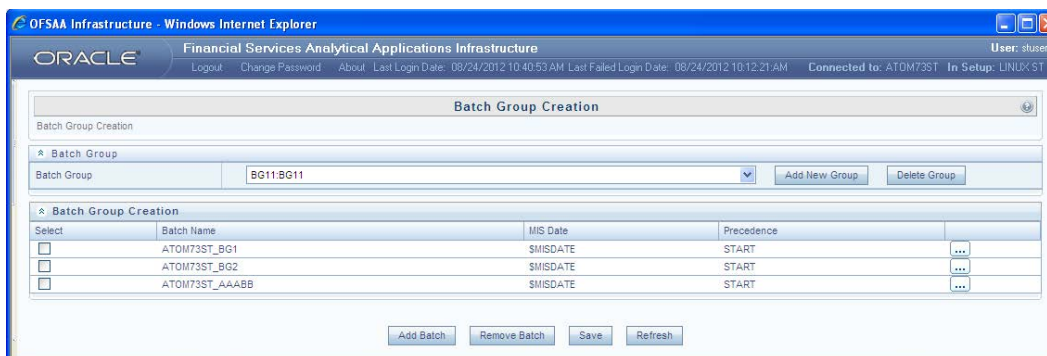 OFSAA Infrastructure - Windows Internet Explorer
ORACLE
Financial Services Analytical Applications Infrastructure
User: stuser
Logout Change Password About Last Login Date: 08/24/2012 10:40:53 AM Last Failed Login Date: 08/24/2012 10:12:21:AM Connected to: ATOM73ST In Setup: LINUX ST
Batch Group Creation
Batch Group Creation
Batch Group
Batch Group BG11:BG11 Add New Group Delete Group
Batch Group Creation
Select Batch Name MIS Date Precedence
ATOM73ST_BG1 $MISDATE START ...
ATOM73ST_BG2 $MISDATE START ...
ATOM73ST_AAABB $MISDATE START ...
Add Batch Remove Batch Save Refresh